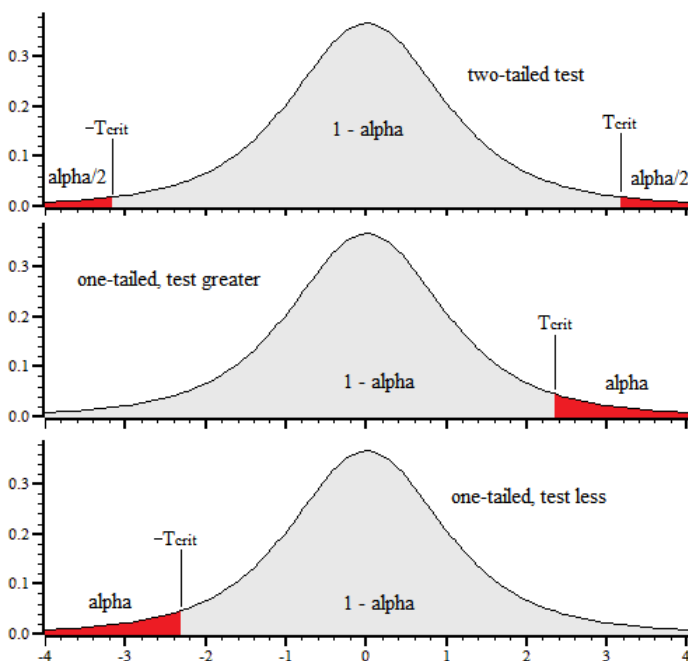 0.3
two-tailed test
0.2
−Tcrit
Tcrit
1 - alpha
0.1
alpha/2
alpha/2
0.0
0.3
one-tailed, test greater
0.2
Tcrit
0.1
1 - alpha
alpha
0.0
0.3
one-tailed, test less
0.2
−Tcrit
0.1
alpha
1 - alpha
0.0
-4 -3 -2 -1 0 1 2 3 4